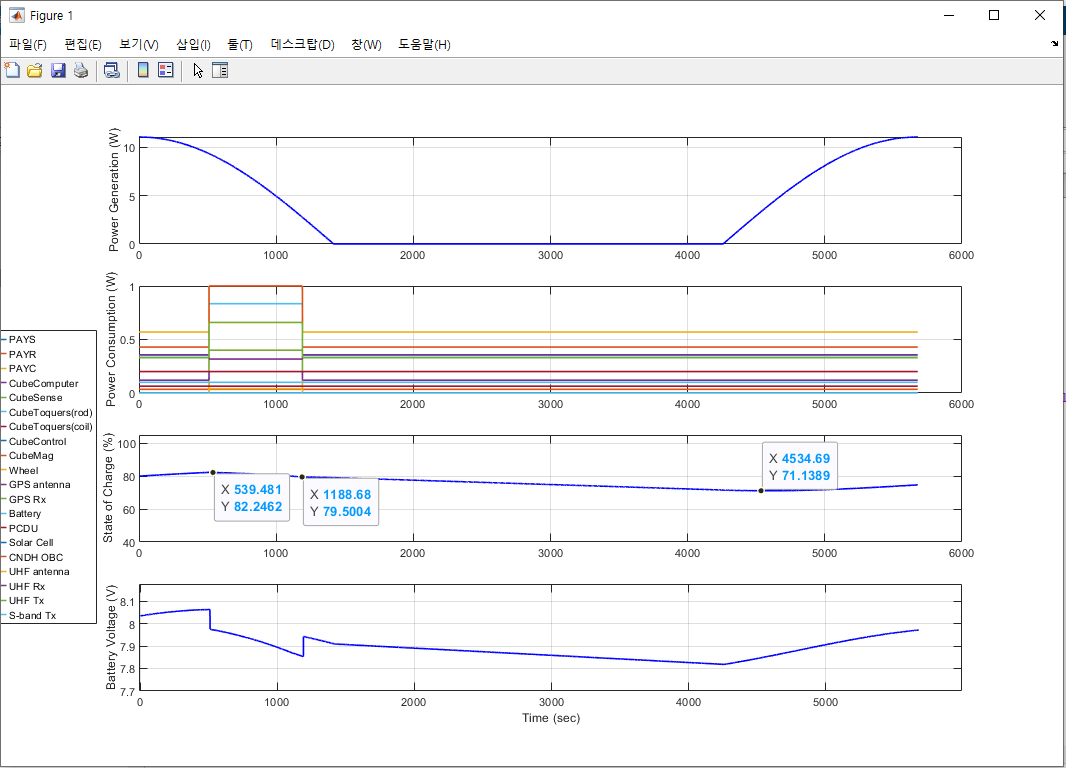 Figure 1
파일(F) 편집(E) 보기(V) 삽입(I) 툴(T) 데스크탑(D) 창(W) 도움말(H)
Power Generation (W)
10
5
0
0 1000 2000 3000 4000 5000 6000
Power Consumption (W)
1
0.5
0
0 1000 2000 3000 4000 5000 6000
PAYS
PAYR
PAYC
CubeComputer
CubeSense
CubeToquers(rod)
CubeToquers(coil)
CubeControl
CubeMag
Wheel
GPS antenna
GPS Rx
Battery
PCDU
Solar Cell
CNDH OBC
UHF antenna
UHF Rx
UHF Tx
S-band Tx
State of Charge (%)
100
80
60
40
X 539.481
Y 82.2462
X 1188.68
Y 79.5004
X 4534.69
Y 71.1389
0 1000 2000 3000 4000 5000 6000
Battery Voltage (V)
8.1
8
7.9
7.8
7.7
0 1000 2000 3000 4000 5000
Time (sec)